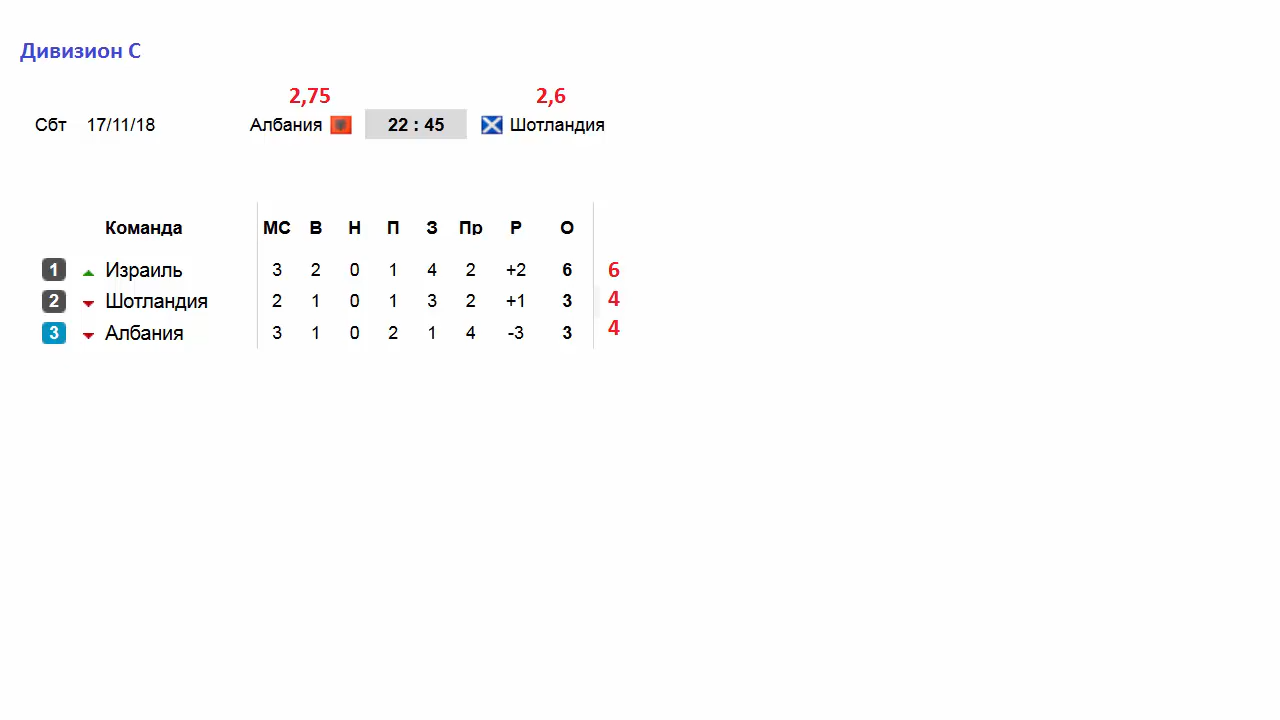 Дивизион С
2,75 2,6
Сбт 17/11/18 Албания 22 : 45 Шотландия
Команда МС В Н П З Пр Р О
1 Израиль 3 2 0 1 4 2 +2 6 6
2 Шотландия 2 1 0 1 3 2 +1 3 4
3 Албания 3 1 0 2 1 4 -3 3 4